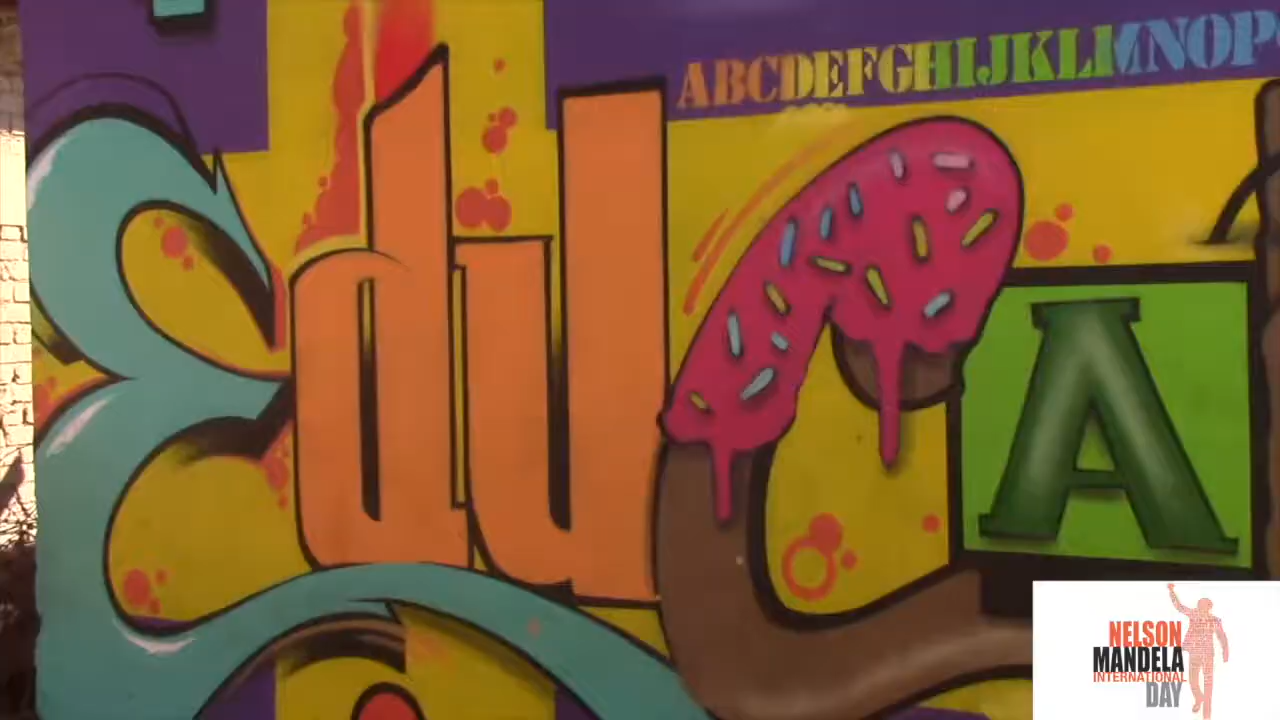 ABCDEFGHIJKLMNOP
EduCA
NELSON
MANDELA
INTERNATIONAL
DAY